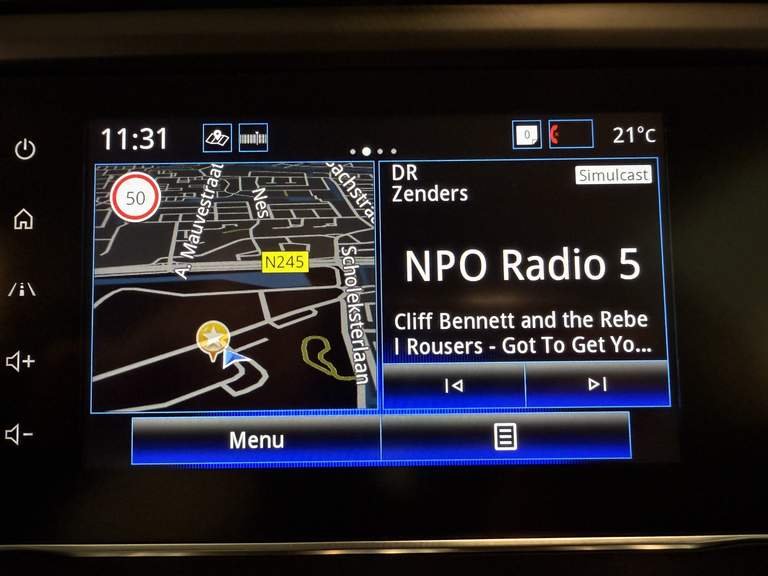 11:31
0
21°c
50
A. Mauvestraat
Nes
N245
Scholeksterlaan
DR
Zenders
Simulcast
NPO Radio 5
Cliff Bennett and the Rebe
l Rousers - Got To Get Yo...
Menu